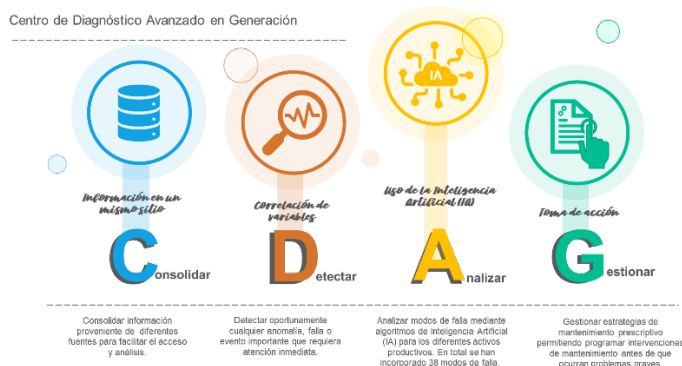 Centro de Diagnóstico Avanzado en Generación
IA
Información en un
mismo sitio
Correlación de
variables
Uso de la Inteligencia
Artificial (IA)
Toma de acción
Consolidar
Detectar
Analizar
Gestionar
Consolidar información
proveniente de diferentes
fuentes para facilitar el acceso
y análisis.
Detectar oportunamente
cualquier anomalía, falla o
evento importante que requiera
atención inmediata.
Analizar modos de falla mediante
algoritmos de Inteligencia Artificial
(IA) para los diferentes activos
productivos. En total se han
incorporado 38 modos de falla.
Gestionar estrategias de
mantenimiento prescriptivo
permitiendo programar intervenciones
de mantenimiento antes de que
ocurran problemas graves.